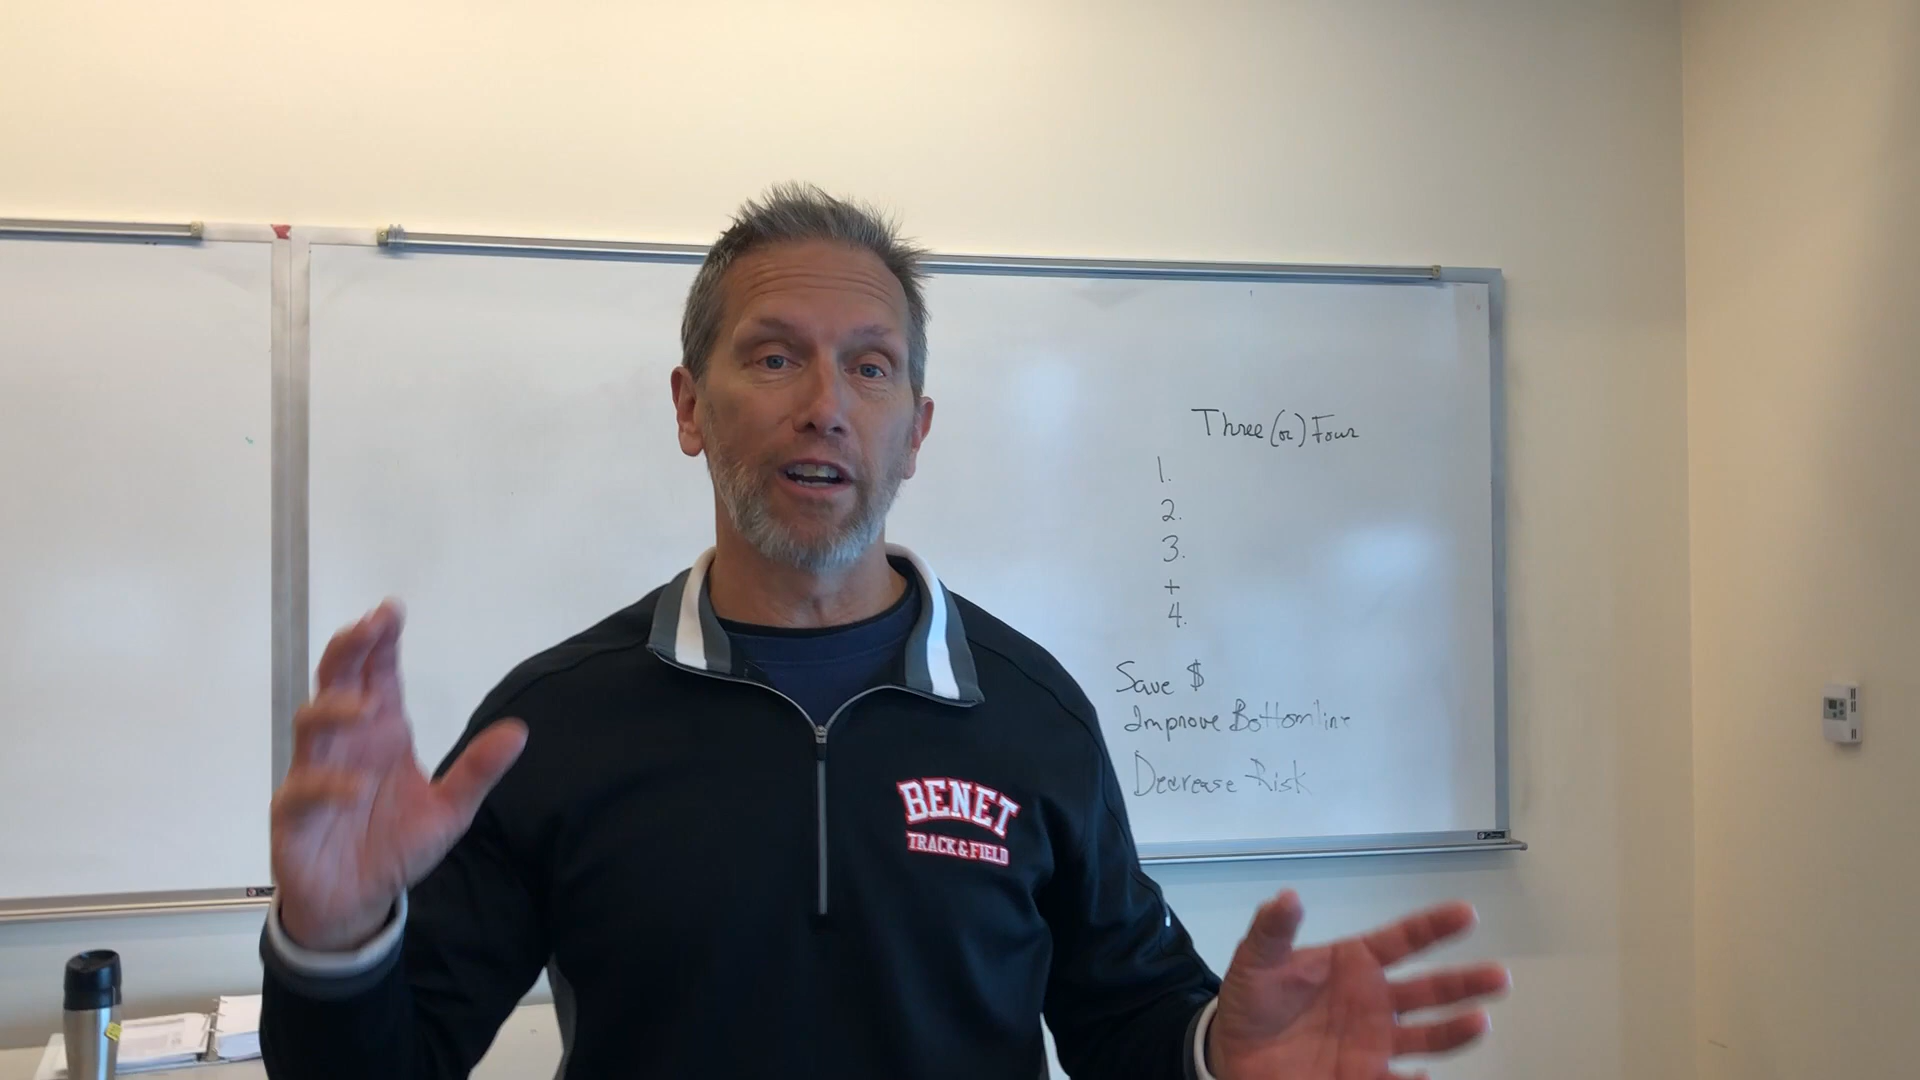 Three (or) Four
1.
2.
3.
+
4.
Save $
Improve Bottomline
Decrease Risk
BENET
TRACK & FIELD